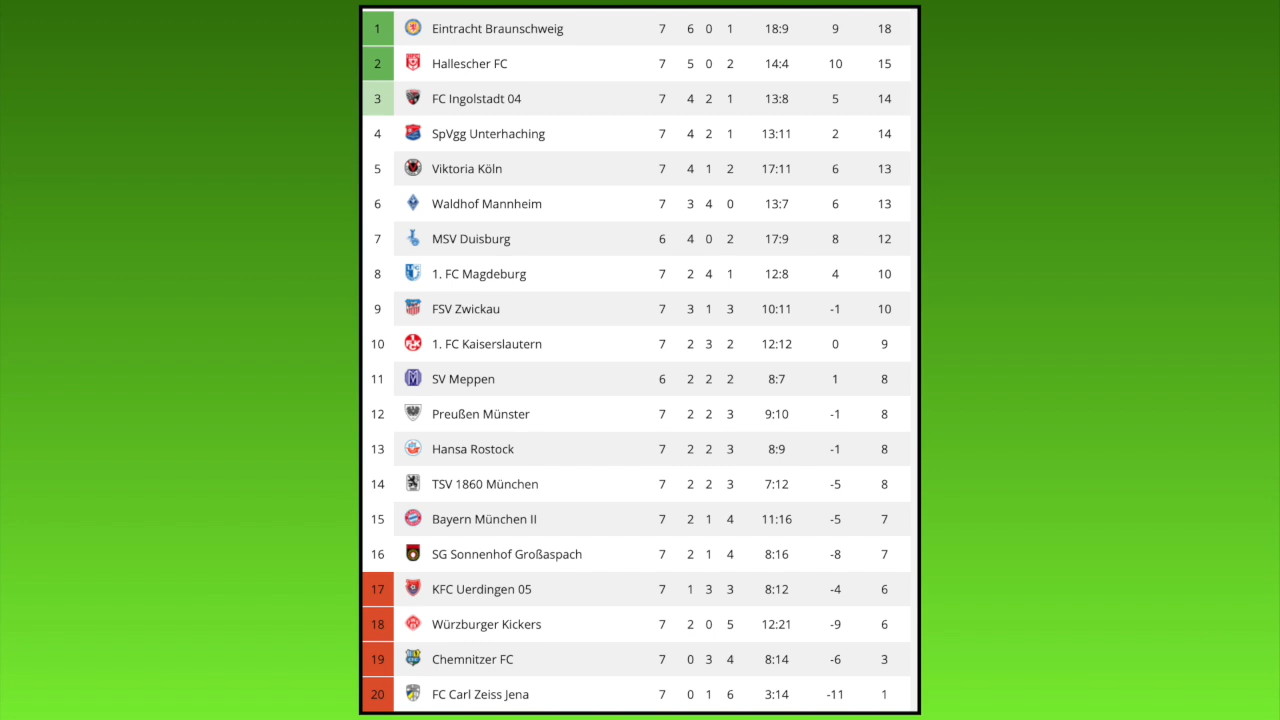 1 Eintracht Braunschweig 7 6 0 1 18:9 9 18
2 Hallescher FC 7 5 0 2 14:4 10 15
3 FC Ingolstadt 04 7 4 2 1 13:8 5 14
4 SpVgg Unterhaching 7 4 2 1 13:11 2 14
5 Viktoria Köln 7 4 1 2 17:11 6 13
6 Waldhof Mannheim 7 3 4 0 13:7 6 13
7 MSV Duisburg 6 4 0 2 17:9 8 12
8 1. FC Magdeburg 7 2 4 1 12:8 4 10
9 FSV Zwickau 7 3 1 3 10:11 -1 10
10 1. FC Kaiserslautern 7 2 3 2 12:12 0 9
11 SV Meppen 6 2 2 2 8:7 1 8
12 Preußen Münster 7 2 2 3 9:10 -1 8
13 Hansa Rostock 7 2 2 3 8:9 -1 8
14 TSV 1860 München 7 2 2 3 7:12 -5 8
15 Bayern München II 7 2 1 4 11:16 -5 7
16 SG Sonnenhof Großaspach 7 2 1 4 8:16 -8 7
17 KFC Uerdingen 05 7 1 3 3 8:12 -4 6
18 Würzburger Kickers 7 2 0 5 12:21 -9 6
19 Chemnitzer FC 7 0 3 4 8:14 -6 3
20 FC Carl Zeiss Jena 7 0 1 6 3:14 -11 1